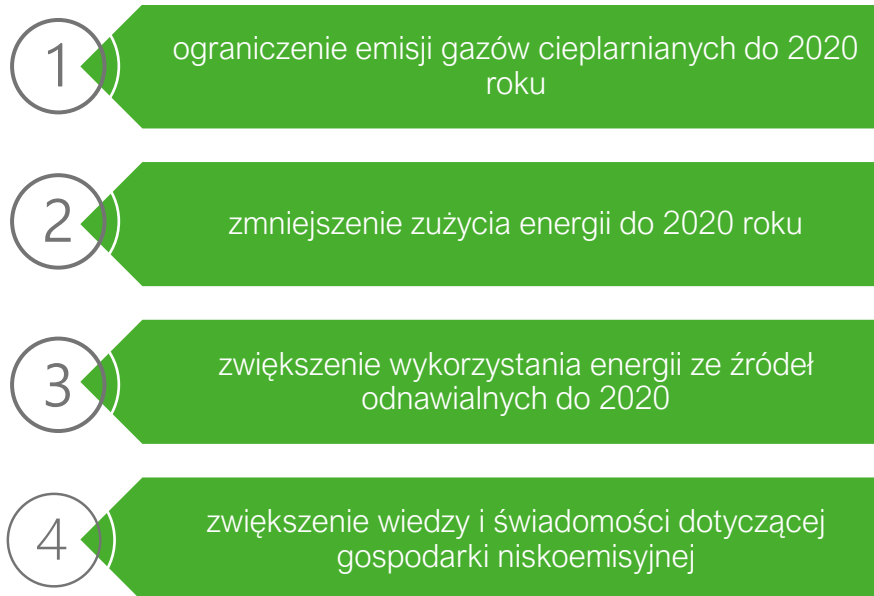 1
ograniczenie emisji gazów cieplarnianych do 2020
roku
2
zmniejszenie zużycia energii do 2020 roku
3
zwiększenie wykorzystania energii ze źródeł
odnawialnych do 2020
4
zwiększenie wiedzy i świadomości dotyczącej
gospodarki niskoemisyjnej